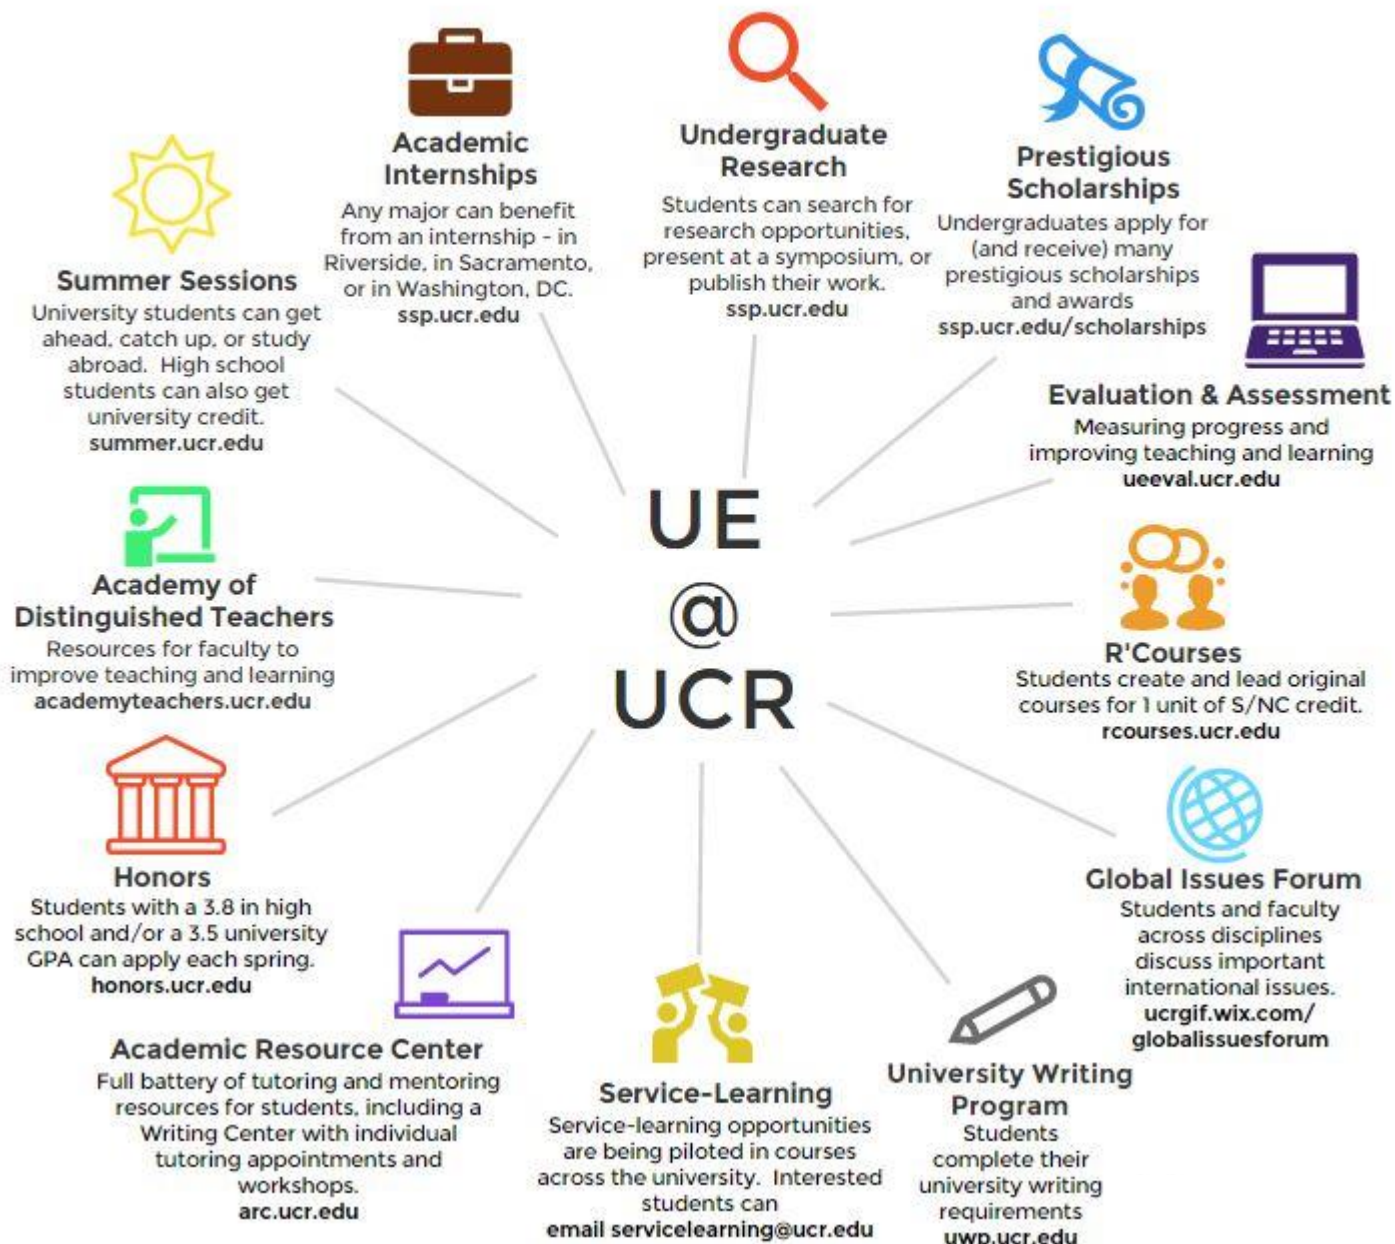 Academic
Internships
Any major can benefit
from an internship - in
Riverside, in Sacramento,
or in Washington, DC.
ssp.ucr.edu
Undergraduate
Research
Students can search for
research opportunities,
present at a symposium, or
publish their work.
ssp.ucr.edu
Prestigious
Scholarships
Undergraduates apply for
(and receive) many
prestigious scholarships
and awards
ssp.ucr.edu/scholarships
Summer Sessions
University students can get
ahead, catch up, or study
abroad. High school
students can also get
university credit.
summer.ucr.edu
Evaluation & Assessment
Measuring progress and
improving teaching and learning
ueeval.ucr.edu
UE
@
UCR
Academy of
Distinguished Teachers
Resources for faculty to
improve teaching and learning
academyteachers.ucr.edu
R'Courses
Students create and lead original
courses for 1 unit of S/NC credit.
rcourses.ucr.edu
Honors
Students with a 3.8 in high
school and/or a 3.5 university
GPA can apply each spring.
honors.ucr.edu
Global Issues Forum
Students and faculty
across disciplines
discuss important
international issues.
ucrgif.wix.com/
globalissuesforum
Academic Resource Center
Full battery of tutoring and mentoring
resources for students, including a
Writing Center with individual
tutoring appointments and
workshops.
arc.ucr.edu
Service-Learning
Service-learning opportunities
are being piloted in courses
across the university. Interested
students can
email servicelearning@ucr.edu
University Writing
Program
Students
complete their
university writing
requirements
uwp.ucr.edu